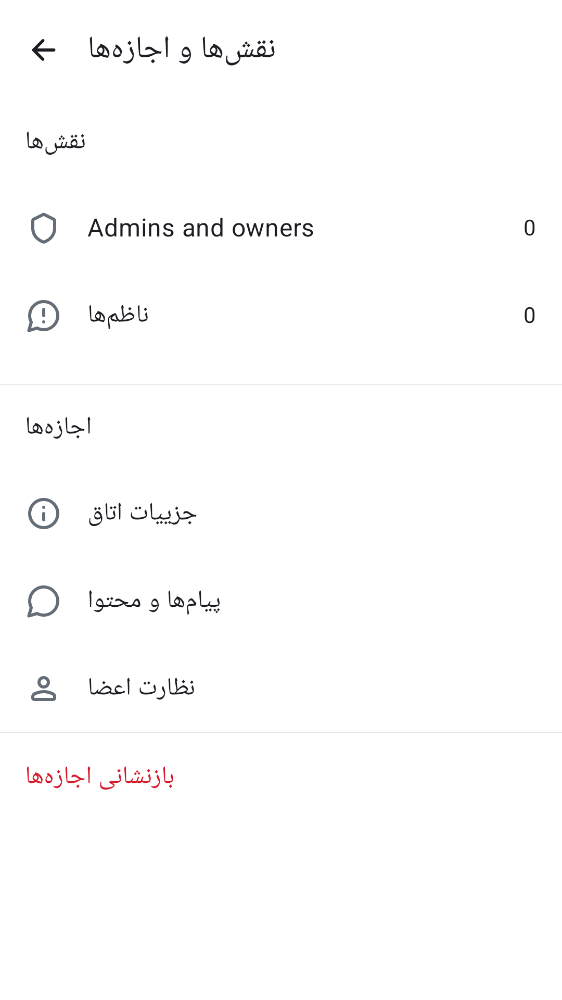 نقش‌ها و اجازه‌ها
نقش‌ها
Admins and owners 0
ناظم‌ها 0
اجازه‌ها
جزییات اتاق
پیام‌ها و محتوا
نظارت اعضا
بازنشانی اجازه‌ها